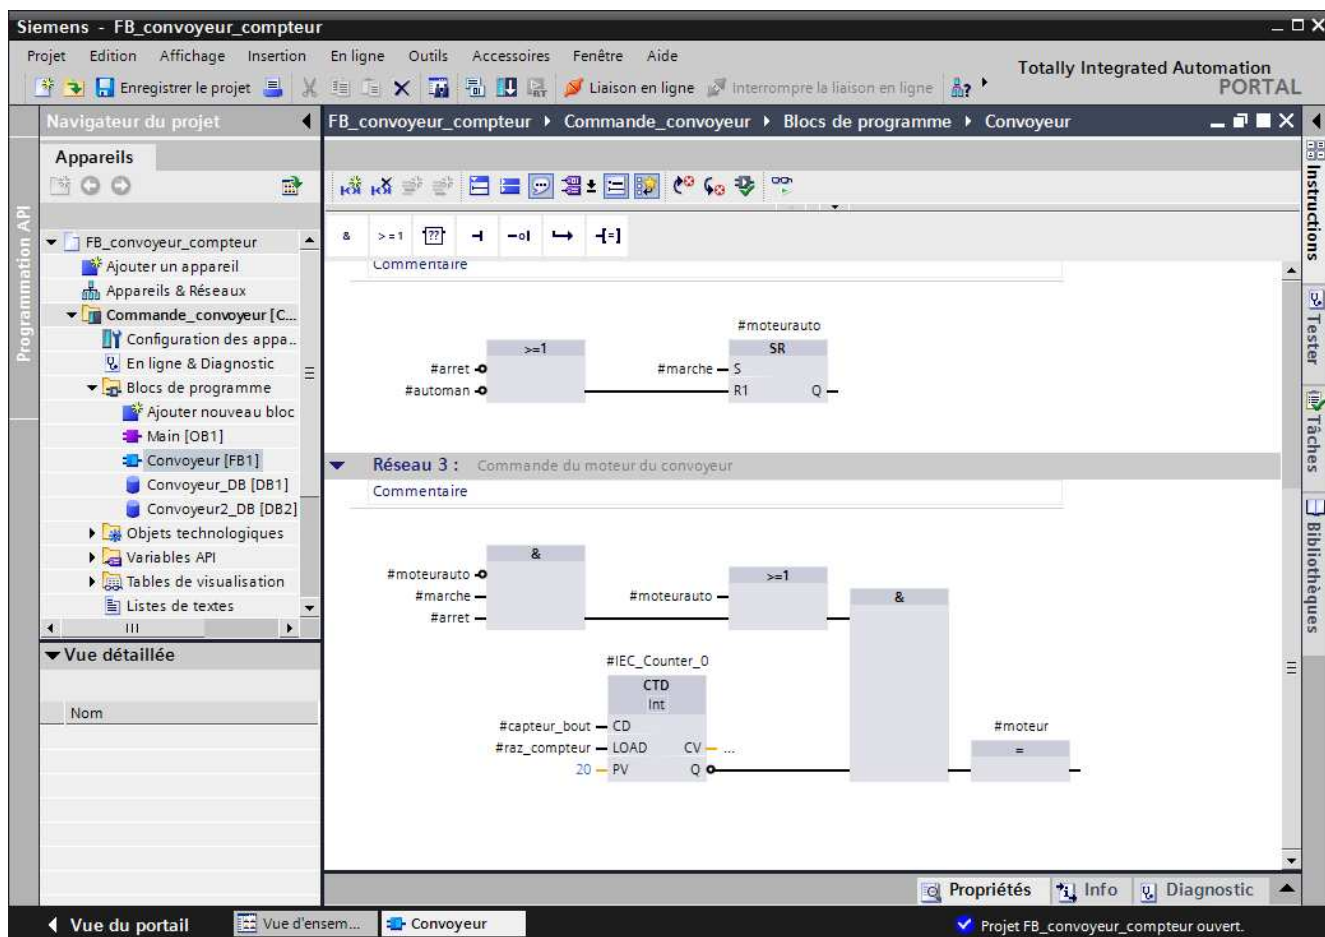 Siemens - FB_convoyeur_compteur
Projet Edition Affichage Insertion En ligne Outils Accessoires Fenêtre Aide
Totally Integrated Automation
PORTAL
Enregistrer le projet Liaison en ligne Interrompre la liaison en ligne
Navigateur du projet
FB_convoyeur_compteur Commande_convoyeur Blocs de programme Convoyeur
Appareils
Programmation API
FB_convoyeur_compteur
Ajouter un appareil
Appareils & Réseaux
Commande_convoyeur [C...
Configuration des appa..
En ligne & Diagnostic
Blocs de programme
Ajouter nouveau bloc
Main [OB1]
Convoyeur [FB1]
Convoyeur_DB [DB1]
Convoyeur2_DB [DB2]
Objets technologiques
Variables API
Tables de visualisation
Listes de textes
III
Vue détaillée
Nom
& >=1 ?? -[=]
Commentaire
#moteurauto
>=1 SR
#arret #marche S
#automan R1 Q
Réseau 3 : Commande du moteur du convoyeur
Commentaire
&
#moteurauto >=1
#marche #moteurauto &
#arret
#IEC_Counter_0
CTD
Int
#capteur_bout CD #moteur
#raz_compteur LOAD CV ... =
20 PV Q
Instructions
Tester
Tâches
Bibliothèques
Propriétés Info Diagnostic
Vue du portail Vue d'ensem... Convoyeur Projet FB_convoyeur_compteur ouvert.